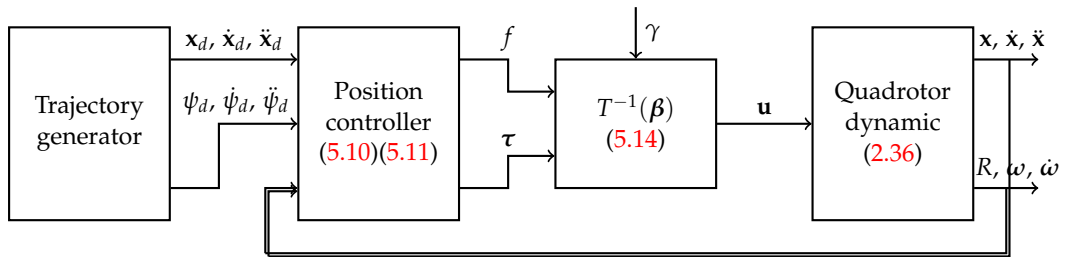 Trajectory
generator
𝐱_d, 𝐱̇_d, 𝐱̈_d
ψ_d, ψ̇_d, ψ̈_d
Position
controller
(5.10)(5.11)
f
𝝉
γ
T⁻¹(𝜷)
(5.14)
𝐮
Quadrotor
dynamic
(2.36)
𝐱, 𝐱̇, 𝐱̈
R, 𝝎, 𝝎̇